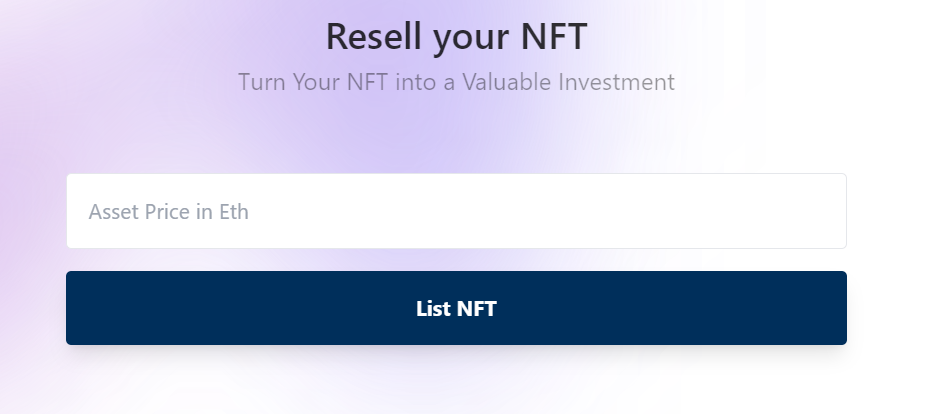 Resell your NFT
Turn Your NFT into a Valuable Investment
Asset Price in Eth
List NFT